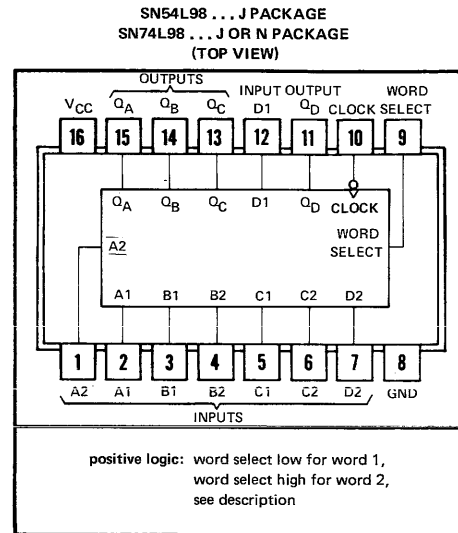 SN54L98 ... J PACKAGE
SN74L98 ... J OR N PACKAGE
(TOP VIEW)
OUTPUTS
INPUT OUTPUT
WORD
VCC QA QB QC D1 QD CLOCK SELECT
16 15 14 13 12 11 10 9
QA QB QC D1 QD CLOCK
WORD
A2
SELECT
A1 B1 B2 C1 C2 D2
1 2 3 4 5 6 7 8
A2 A1 B1 B2 C1 C2 D2 GND
INPUTS
positive logic: word select low for word 1,
word select high for word 2,
see description